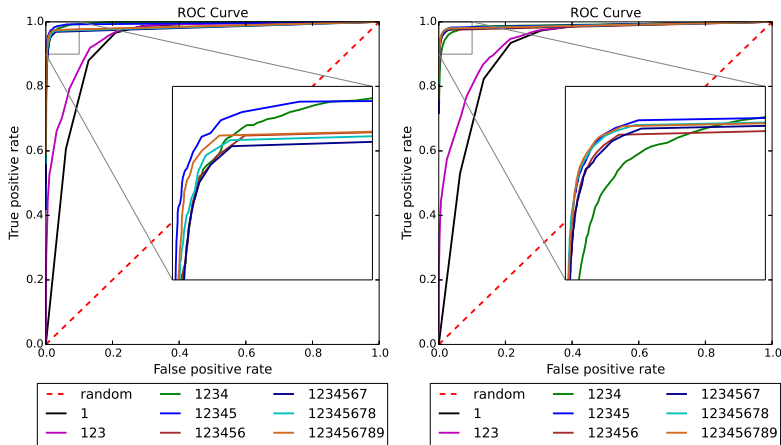 ROC Curve
1.0
0.8
0.6
0.4
0.2
0.0
True positive rate
0.0 0.2 0.4 0.6 0.8 1.0
False positive rate
random 1234 1234567
1 12345 12345678
123 123456 123456789
ROC Curve
1.0
0.8
0.6
0.4
0.2
0.0
True positive rate
0.0 0.2 0.4 0.6 0.8 1.0
False positive rate
random 1234 1234567
1 12345 12345678
123 123456 123456789